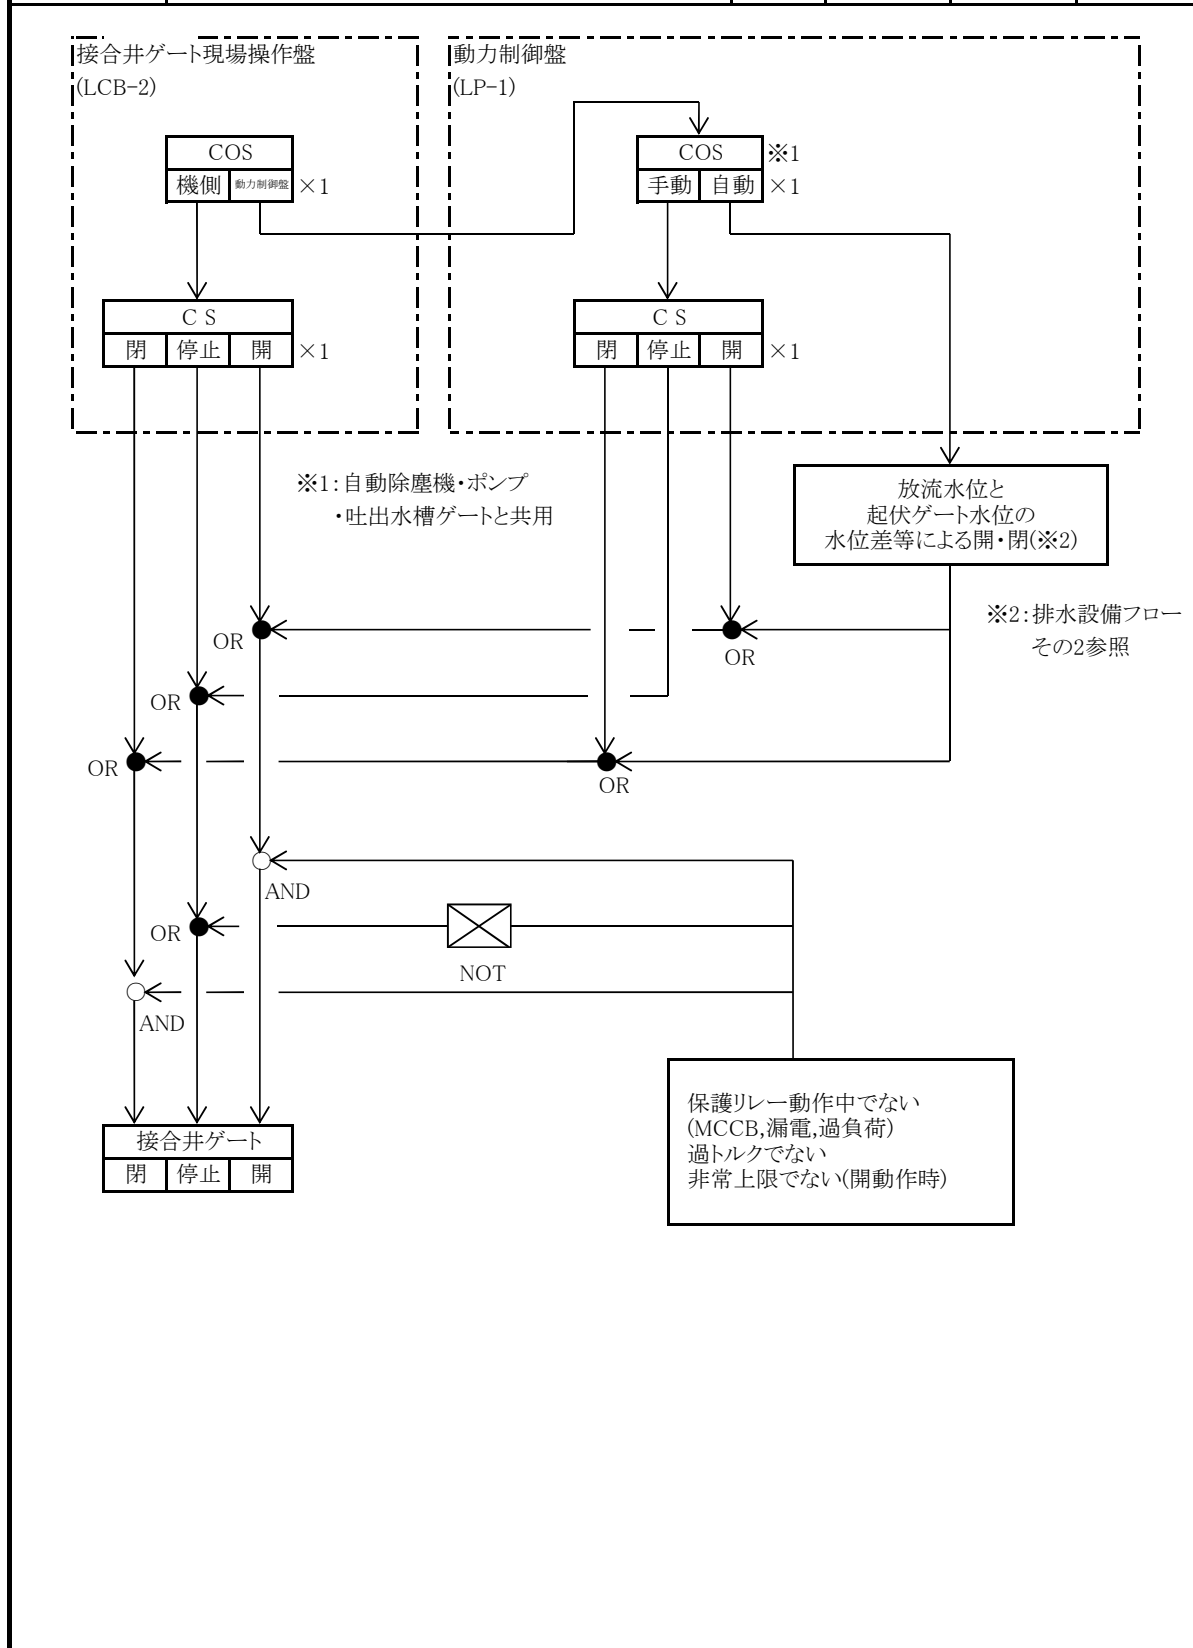 接合井ゲート現場操作盤
(LCB-2)
動力制御盤
(LP-1)
COS
機側 動力制御盤 ×1
COS ※1
手動 自動 ×1
CS
閉 停止 開 ×1
CS
閉 停止 開 ×1
※1：自動除塵機・ポンプ
・吐出水槽ゲートと共用
放流水位と
起伏ゲート水位の
水位差等による開・閉(※2)
※2：排水設備フロー
その2参照
OR
OR
OR
OR
OR
AND
OR
NOT
AND
保護リレー動作中でない
(MCCB,漏電,過負荷)
過トルクでない
非常上限でない(開動作時)
接合井ゲート
閉 停止 開